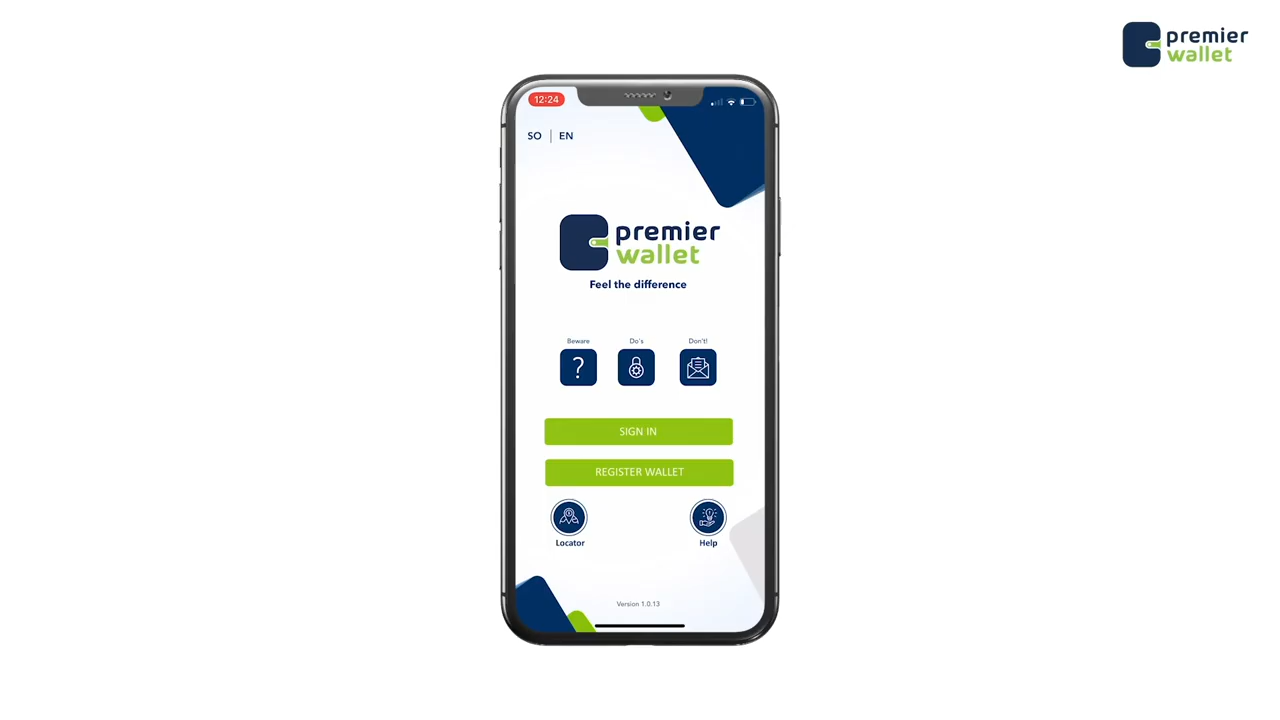 premier
wallet
12:24
SO | EN
premier
wallet
Feel the difference
Beware
Do's
Don't!
SIGN IN
REGISTER WALLET
Locator
Help
Version 1.0.13